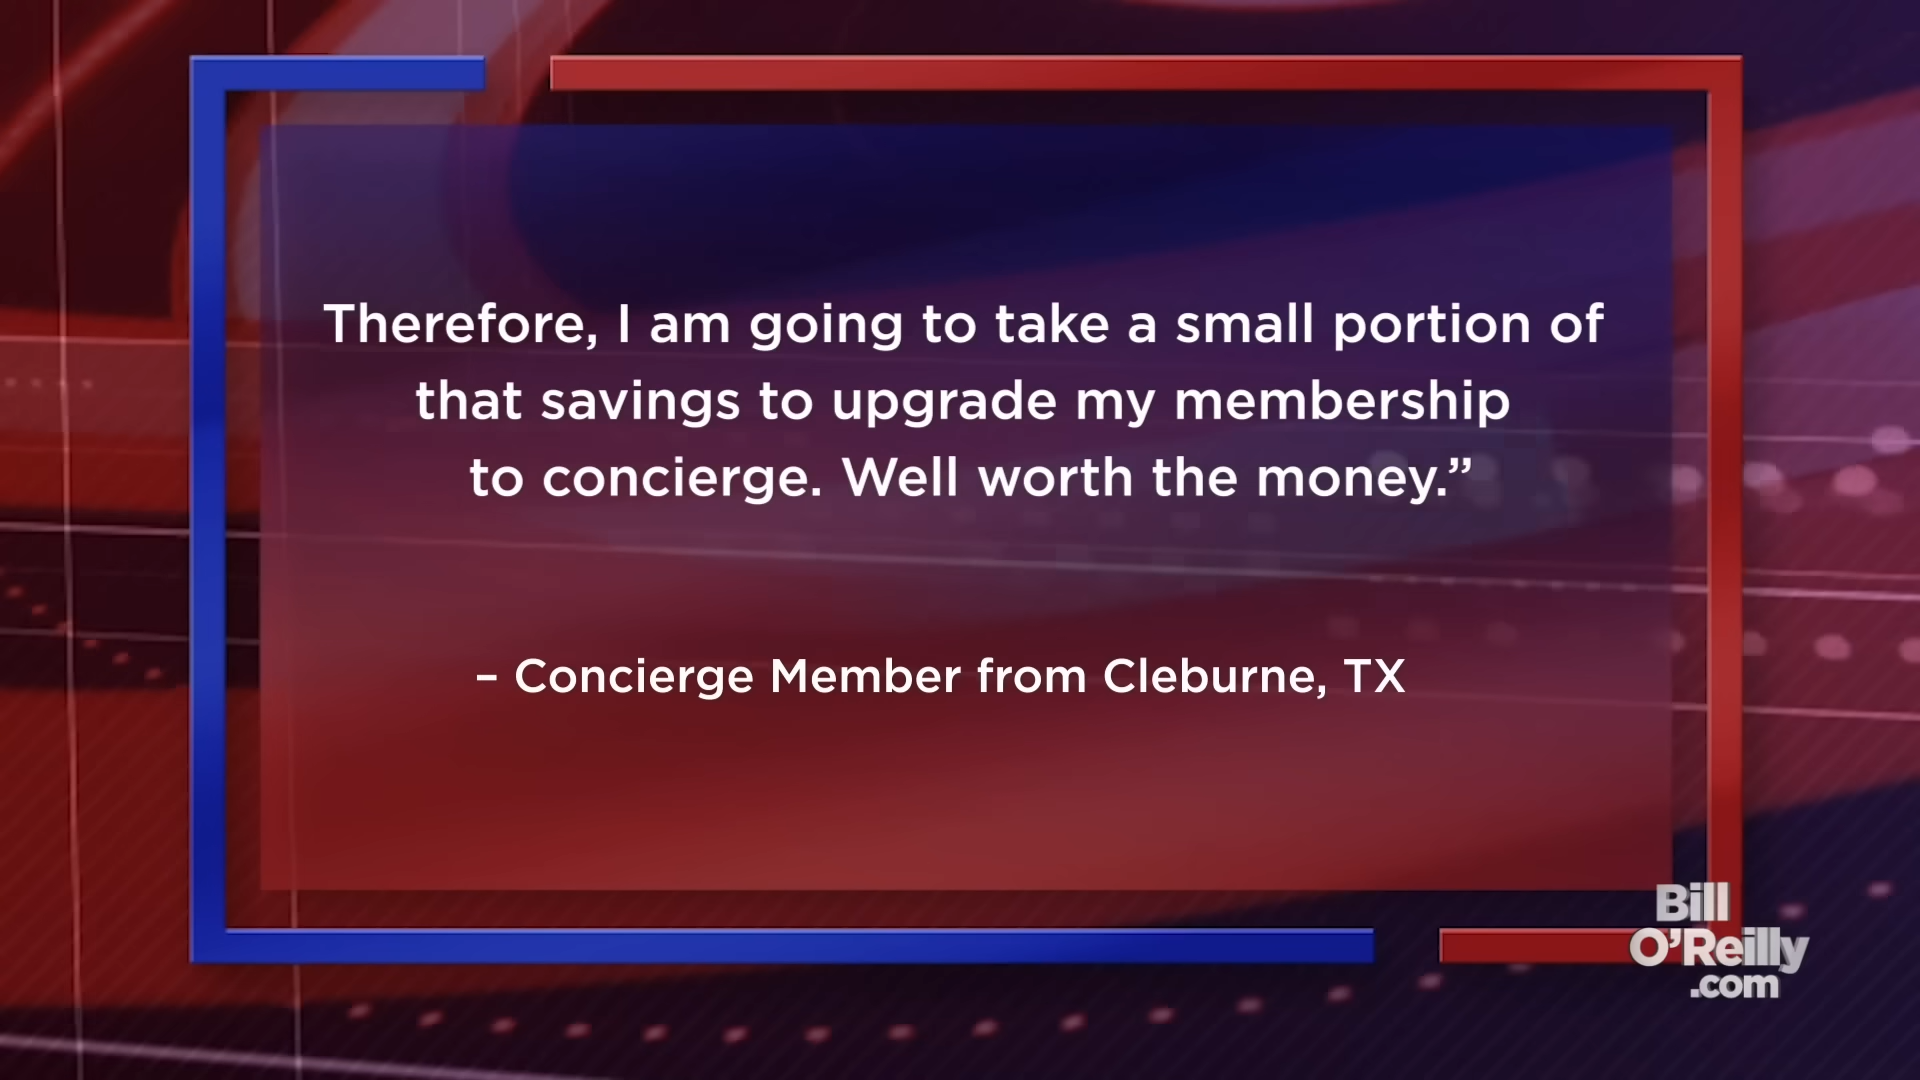 Therefore, I am going to take a small portion of
that savings to upgrade my membership
to concierge. Well worth the money.”
– Concierge Member from Cleburne, TX
Bill
O’Reilly
.com